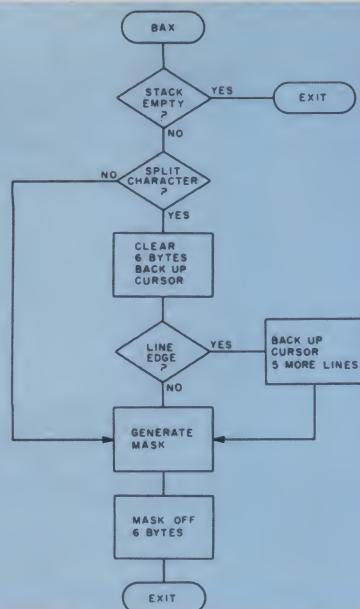 BAX
STACK
EMPTY
?
YES
EXIT
NO
SPLIT
CHARACTER
?
NO
YES
CLEAR
6 BYTES
BACK UP
CURSOR
LINE
EDGE
?
YES
BACK UP
CURSOR
5 MORE LINES
NO
GENERATE
MASK
MASK OFF
6 BYTES
EXIT